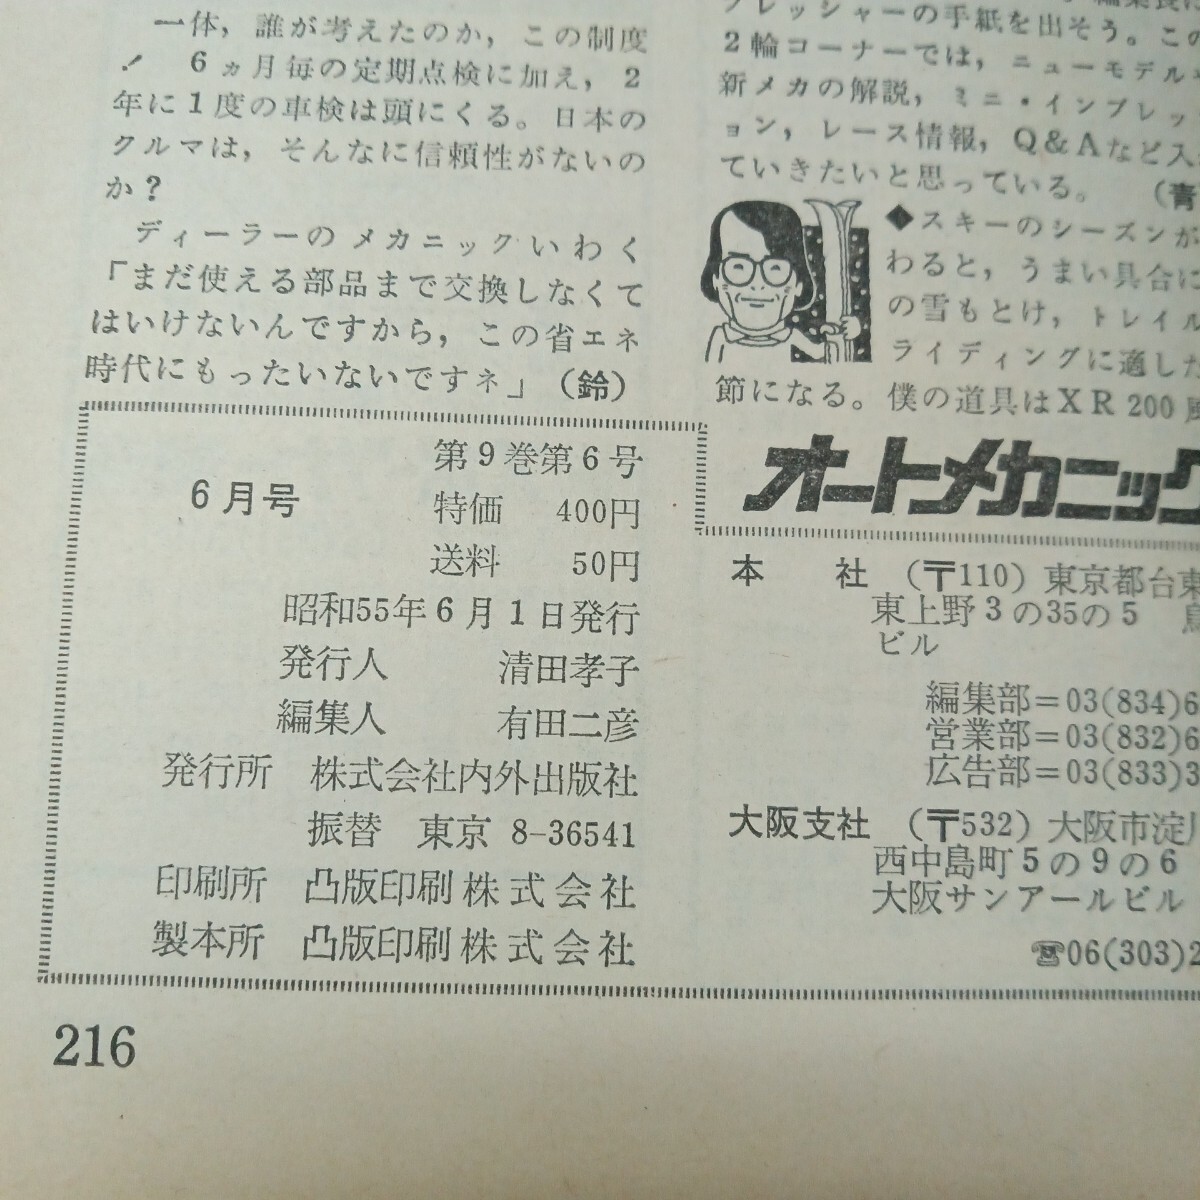 一体，誰が考えたのか，この制度
！　6ヵ月毎の定期点検に加え，2
年に1度の車検は頭にくる。日本の
クルマは，そんなに信頼性がないの
か？
ディーラーのメカニックいわく
「まだ使える部品まで交換しなくて
はいけないんですから，この省エネ
時代にもったいないですネ」（鈴）
レッシャーの手紙を出そう。この
2輪コーナーでは，ニューモデルや
新メカの解説，ミニ・インプレッ
ョン，レース情報，Q&Aなど入
ていきたいと思っている。　（青
◆スキーのシーズンが
わると，うまい具合に
の雪もとけ，トレイル
ライディングに適した
節になる。僕の道具はXR200
6月号
第9巻第6号
特価　400円
送料　50円
昭和55年6月1日発行
発行人　清田孝子
編集人　有田二彦
発行所　株式会社内外出版社
振替　東京 8-36541
印刷所　凸版印刷株式会社
製本所　凸版印刷株式会社
オートメカニック
本　社　（〒110）東京都台東
東上野3の35の5
ビル
編集部＝03(834)6
営業部＝03(832)6
広告部＝03(833)3
大阪支社　（〒532）大阪市淀川
西中島町5の9の6
大阪サンアールビル
☎06(303)2
216